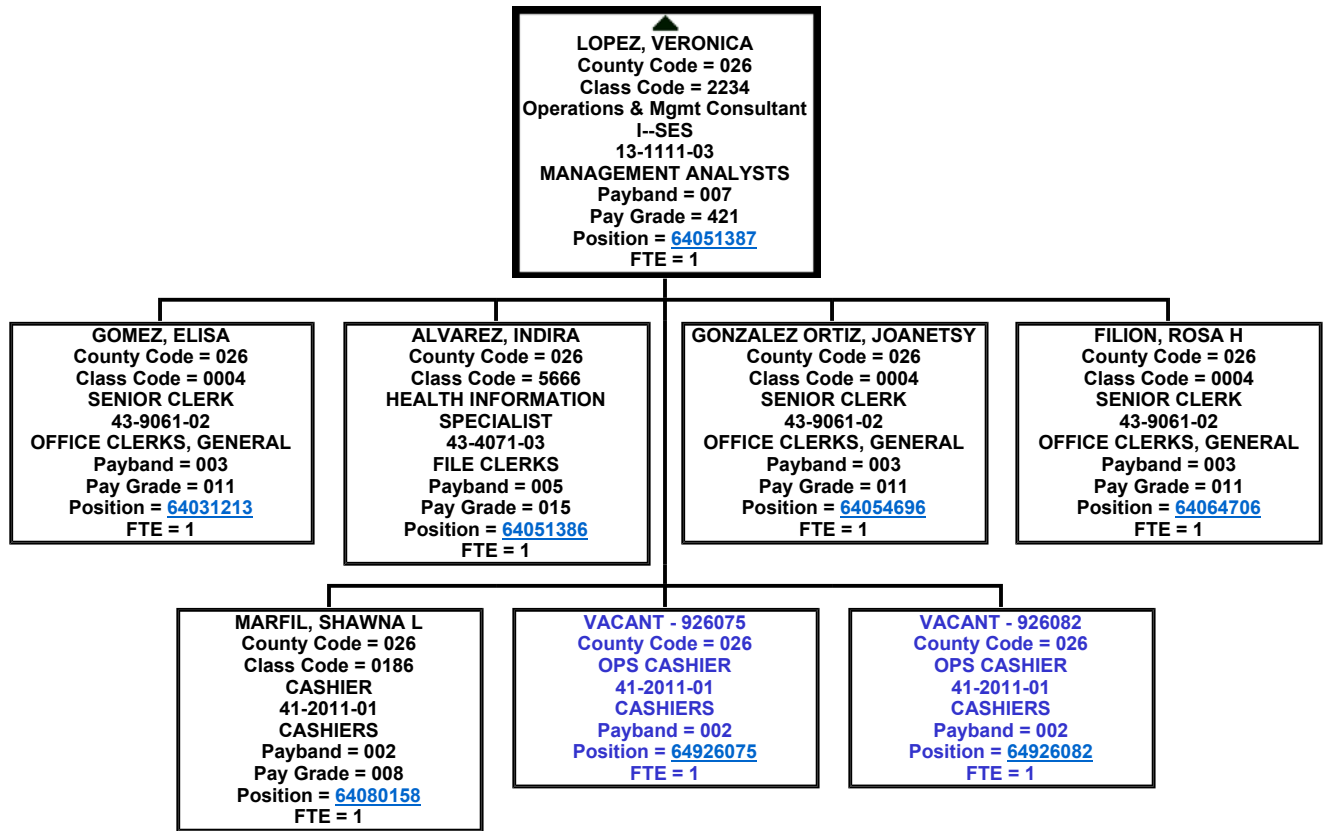 LOPEZ, VERONICA
County Code = 026
Class Code = 2234
Operations & Mgmt Consultant
I--SES
13-1111-03
MANAGEMENT ANALYSTS
Payband = 007
Pay Grade = 421
Position = 64051387
FTE = 1
GOMEZ, ELISA
County Code = 026
Class Code = 0004
SENIOR CLERK
43-9061-02
OFFICE CLERKS, GENERAL
Payband = 003
Pay Grade = 011
Position = 64031213
FTE = 1
ALVAREZ, INDIRA
County Code = 026
Class Code = 5666
HEALTH INFORMATION
SPECIALIST
43-4071-03
FILE CLERKS
Payband = 005
Pay Grade = 015
Position = 64051386
FTE = 1
GONZALEZ ORTIZ, JOANETSY
County Code = 026
Class Code = 0004
SENIOR CLERK
43-9061-02
OFFICE CLERKS, GENERAL
Payband = 003
Pay Grade = 011
Position = 64054696
FTE = 1
FILION, ROSA H
County Code = 026
Class Code = 0004
SENIOR CLERK
43-9061-02
OFFICE CLERKS, GENERAL
Payband = 003
Pay Grade = 011
Position = 64064706
FTE = 1
MARFIL, SHAWNA L
County Code = 026
Class Code = 0186
CASHIER
41-2011-01
CASHIERS
Payband = 002
Pay Grade = 008
Position = 64080158
FTE = 1
VACANT - 926075
County Code = 026
OPS CASHIER
41-2011-01
CASHIERS
Payband = 002
Position = 64926075
FTE = 1
VACANT - 926082
County Code = 026
OPS CASHIER
41-2011-01
CASHIERS
Payband = 002
Position = 64926082
FTE = 1